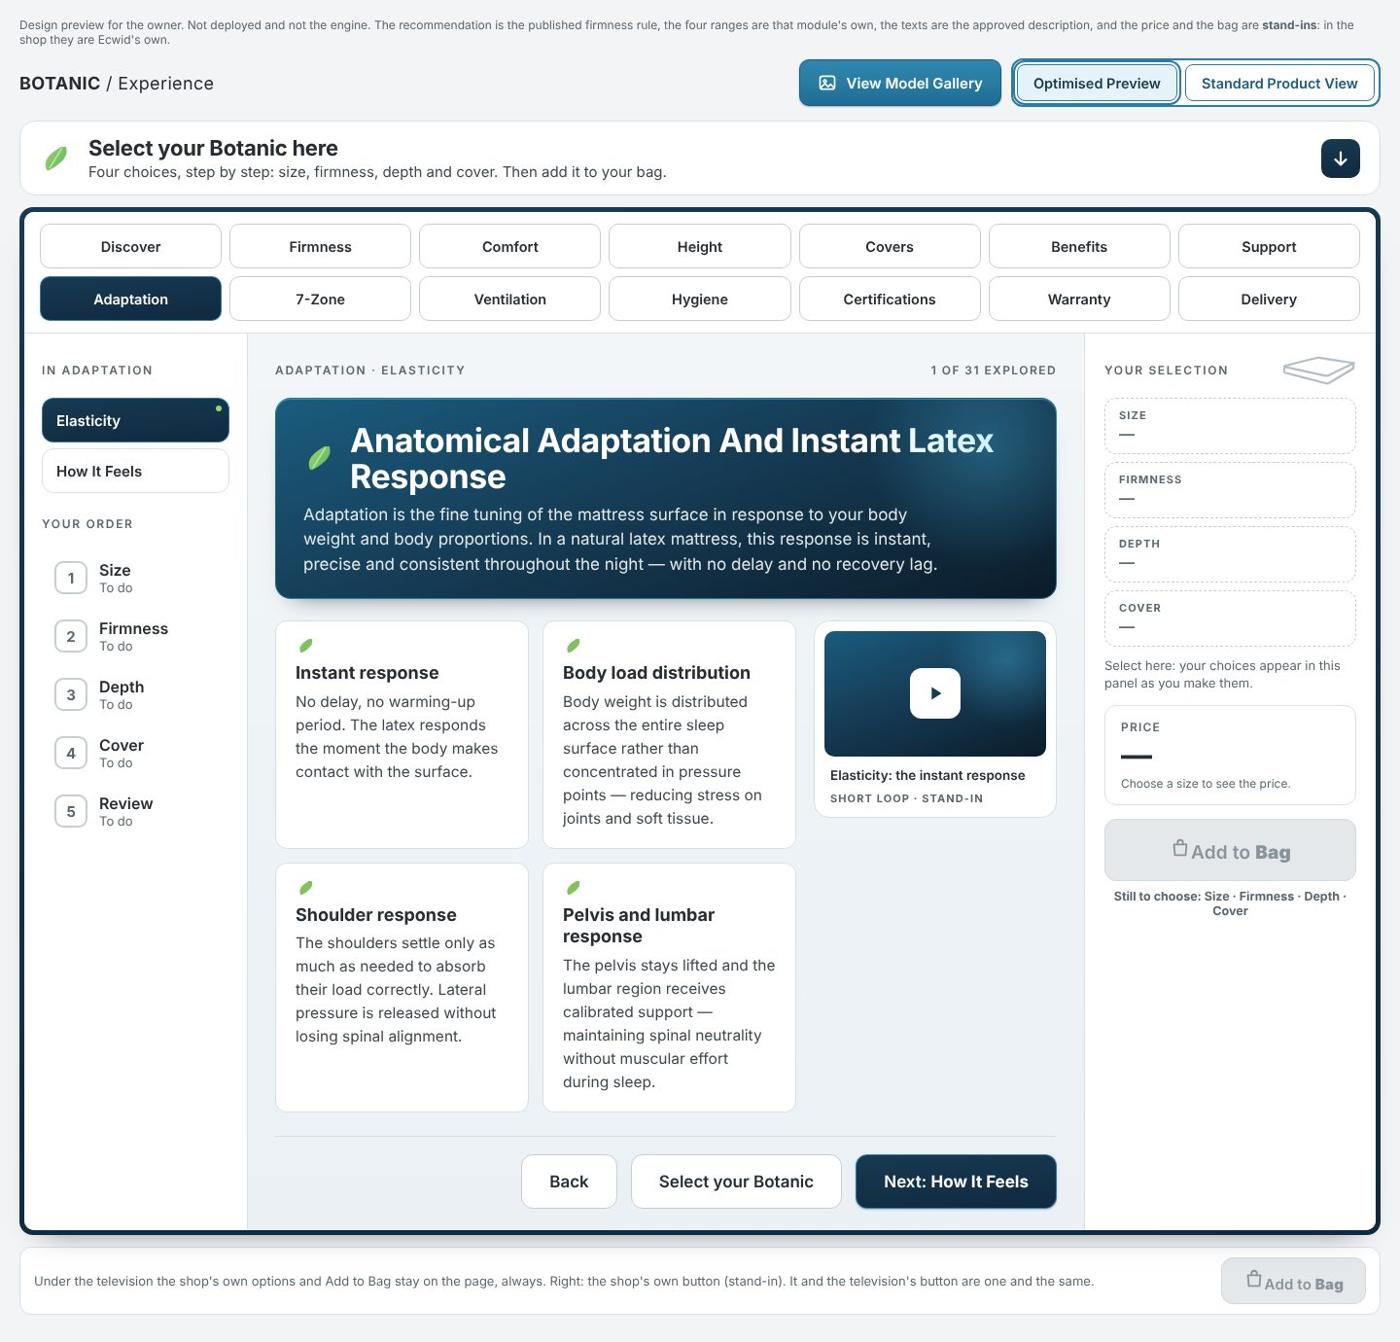 Design preview for the owner. Not deployed and not the engine. The recommendation is the published firmness rule, the four ranges are that module's own, the texts are the approved description, and the price and the bag are stand-ins: in the
shop they are Ecwid's own.
BOTANIC / Experience
View Model Gallery
Optimised Preview
Standard Product View
Select your Botanic here
Four choices, step by step: size, firmness, depth and cover. Then add it to your bag.
Discover
Firmness
Comfort
Height
Covers
Benefits
Support
Adaptation
7-Zone
Ventilation
Hygiene
Certifications
Warranty
Delivery
IN ADAPTATION
Elasticity
How It Feels
YOUR ORDER
1
Size
To do
2
Firmness
To do
3
Depth
To do
4
Cover
To do
5
Review
To do
ADAPTATION · ELASTICITY
1 OF 31 EXPLORED
Anatomical Adaptation And Instant Latex
Response
Adaptation is the fine tuning of the mattress surface in response to your body
weight and body proportions. In a natural latex mattress, this response is instant,
precise and consistent throughout the night — with no delay and no recovery lag.
Instant response
No delay, no warming-up
period. The latex responds
the moment the body makes
contact with the surface.
Body load distribution
Body weight is distributed
across the entire sleep
surface rather than
concentrated in pressure
points — reducing stress on
joints and soft tissue.
Elasticity: the instant response
SHORT LOOP · STAND-IN
Shoulder response
The shoulders settle only as
much as needed to absorb
their load correctly. Lateral
pressure is released without
losing spinal alignment.
Pelvis and lumbar
response
The pelvis stays lifted and the
lumbar region receives
calibrated support —
maintaining spinal neutrality
without muscular effort
during sleep.
Back
Select your Botanic
Next: How It Feels
YOUR SELECTION
SIZE
—
FIRMNESS
—
DEPTH
—
COVER
—
Select here: your choices appear in this
panel as you make them.
PRICE
—
Choose a size to see the price.
Add to Bag
Still to choose: Size · Firmness · Depth ·
Cover
Under the television the shop's own options and Add to Bag stay on the page, always. Right: the shop's own button (stand-in). It and the television's button are one and the same.
Add to Bag